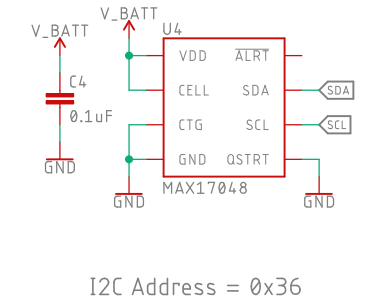 V_BATT
V_BATT
U4
VDD
ALRT
C4
CELL
SDA
SDA
0.1uF
CTG
SCL
SCL
GND
GND
QSTRT
MAX17048
GND
GND
I2C Address = 0x36